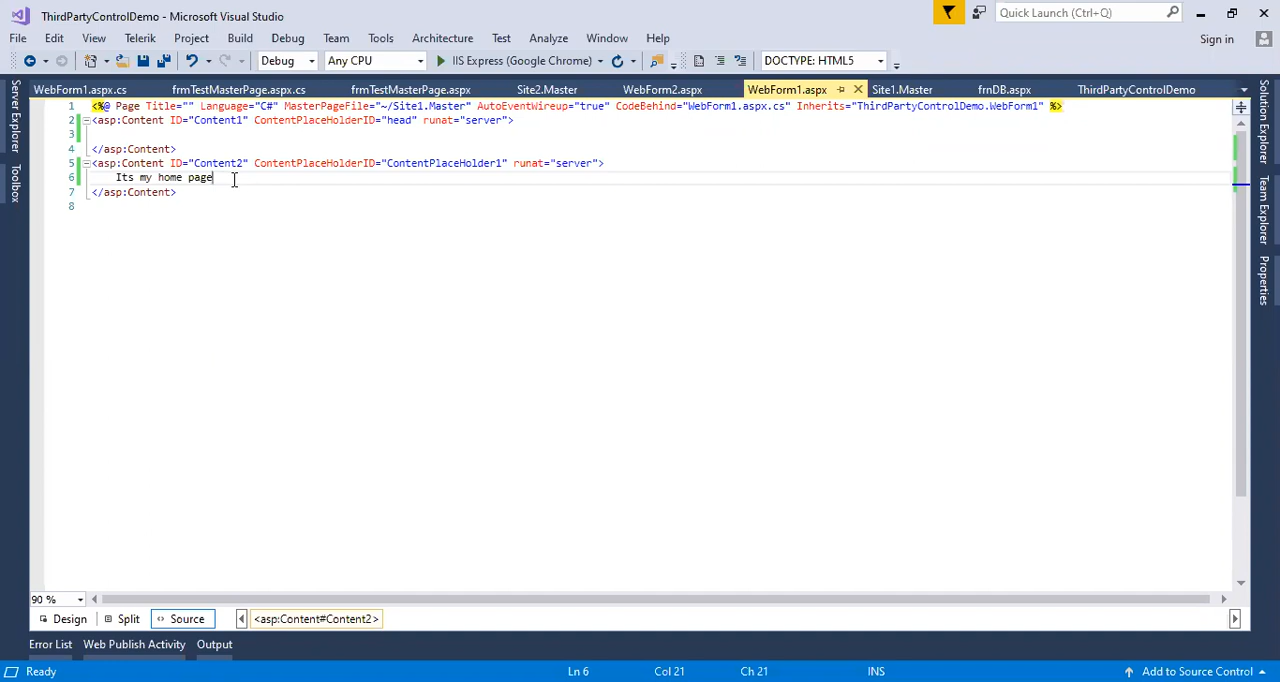 ThirdPartyControlDemo - Microsoft Visual Studio
Quick Launch (Ctrl+Q)
File Edit View Telerik Project Build Debug Team Tools Architecture Test Analyze Window Help
Sign in
Debug Any CPU IIS Express (Google Chrome) DOCTYPE: HTML5
WebForm1.aspx.cs frmTestMasterPage.aspx.cs frmTestMasterPage.aspx Site2.Master WebForm2.aspx WebForm1.aspx Site1.Master frnDB.aspx ThirdPartyControlDemo
Server Explorer
Toolbox
1 <%@ Page Title="" Language="C#" MasterPageFile="~/Site1.Master" AutoEventWireup="true" CodeBehind="WebForm1.aspx.cs" Inherits="ThirdPartyControlDemo.WebForm1" %>
2 <asp:Content ID="Content1" ContentPlaceHolderID="head" runat="server">
3
4 </asp:Content>
5 <asp:Content ID="Content2" ContentPlaceHolderID="ContentPlaceHolder1" runat="server">
6 Its my home page
7 </asp:Content>
8
Solution Explorer
Team Explorer
Properties
90 %
Design Split Source <asp:Content#Content2>
Error List Web Publish Activity Output
Ready Ln 6 Col 21 Ch 21 INS Add to Source Control